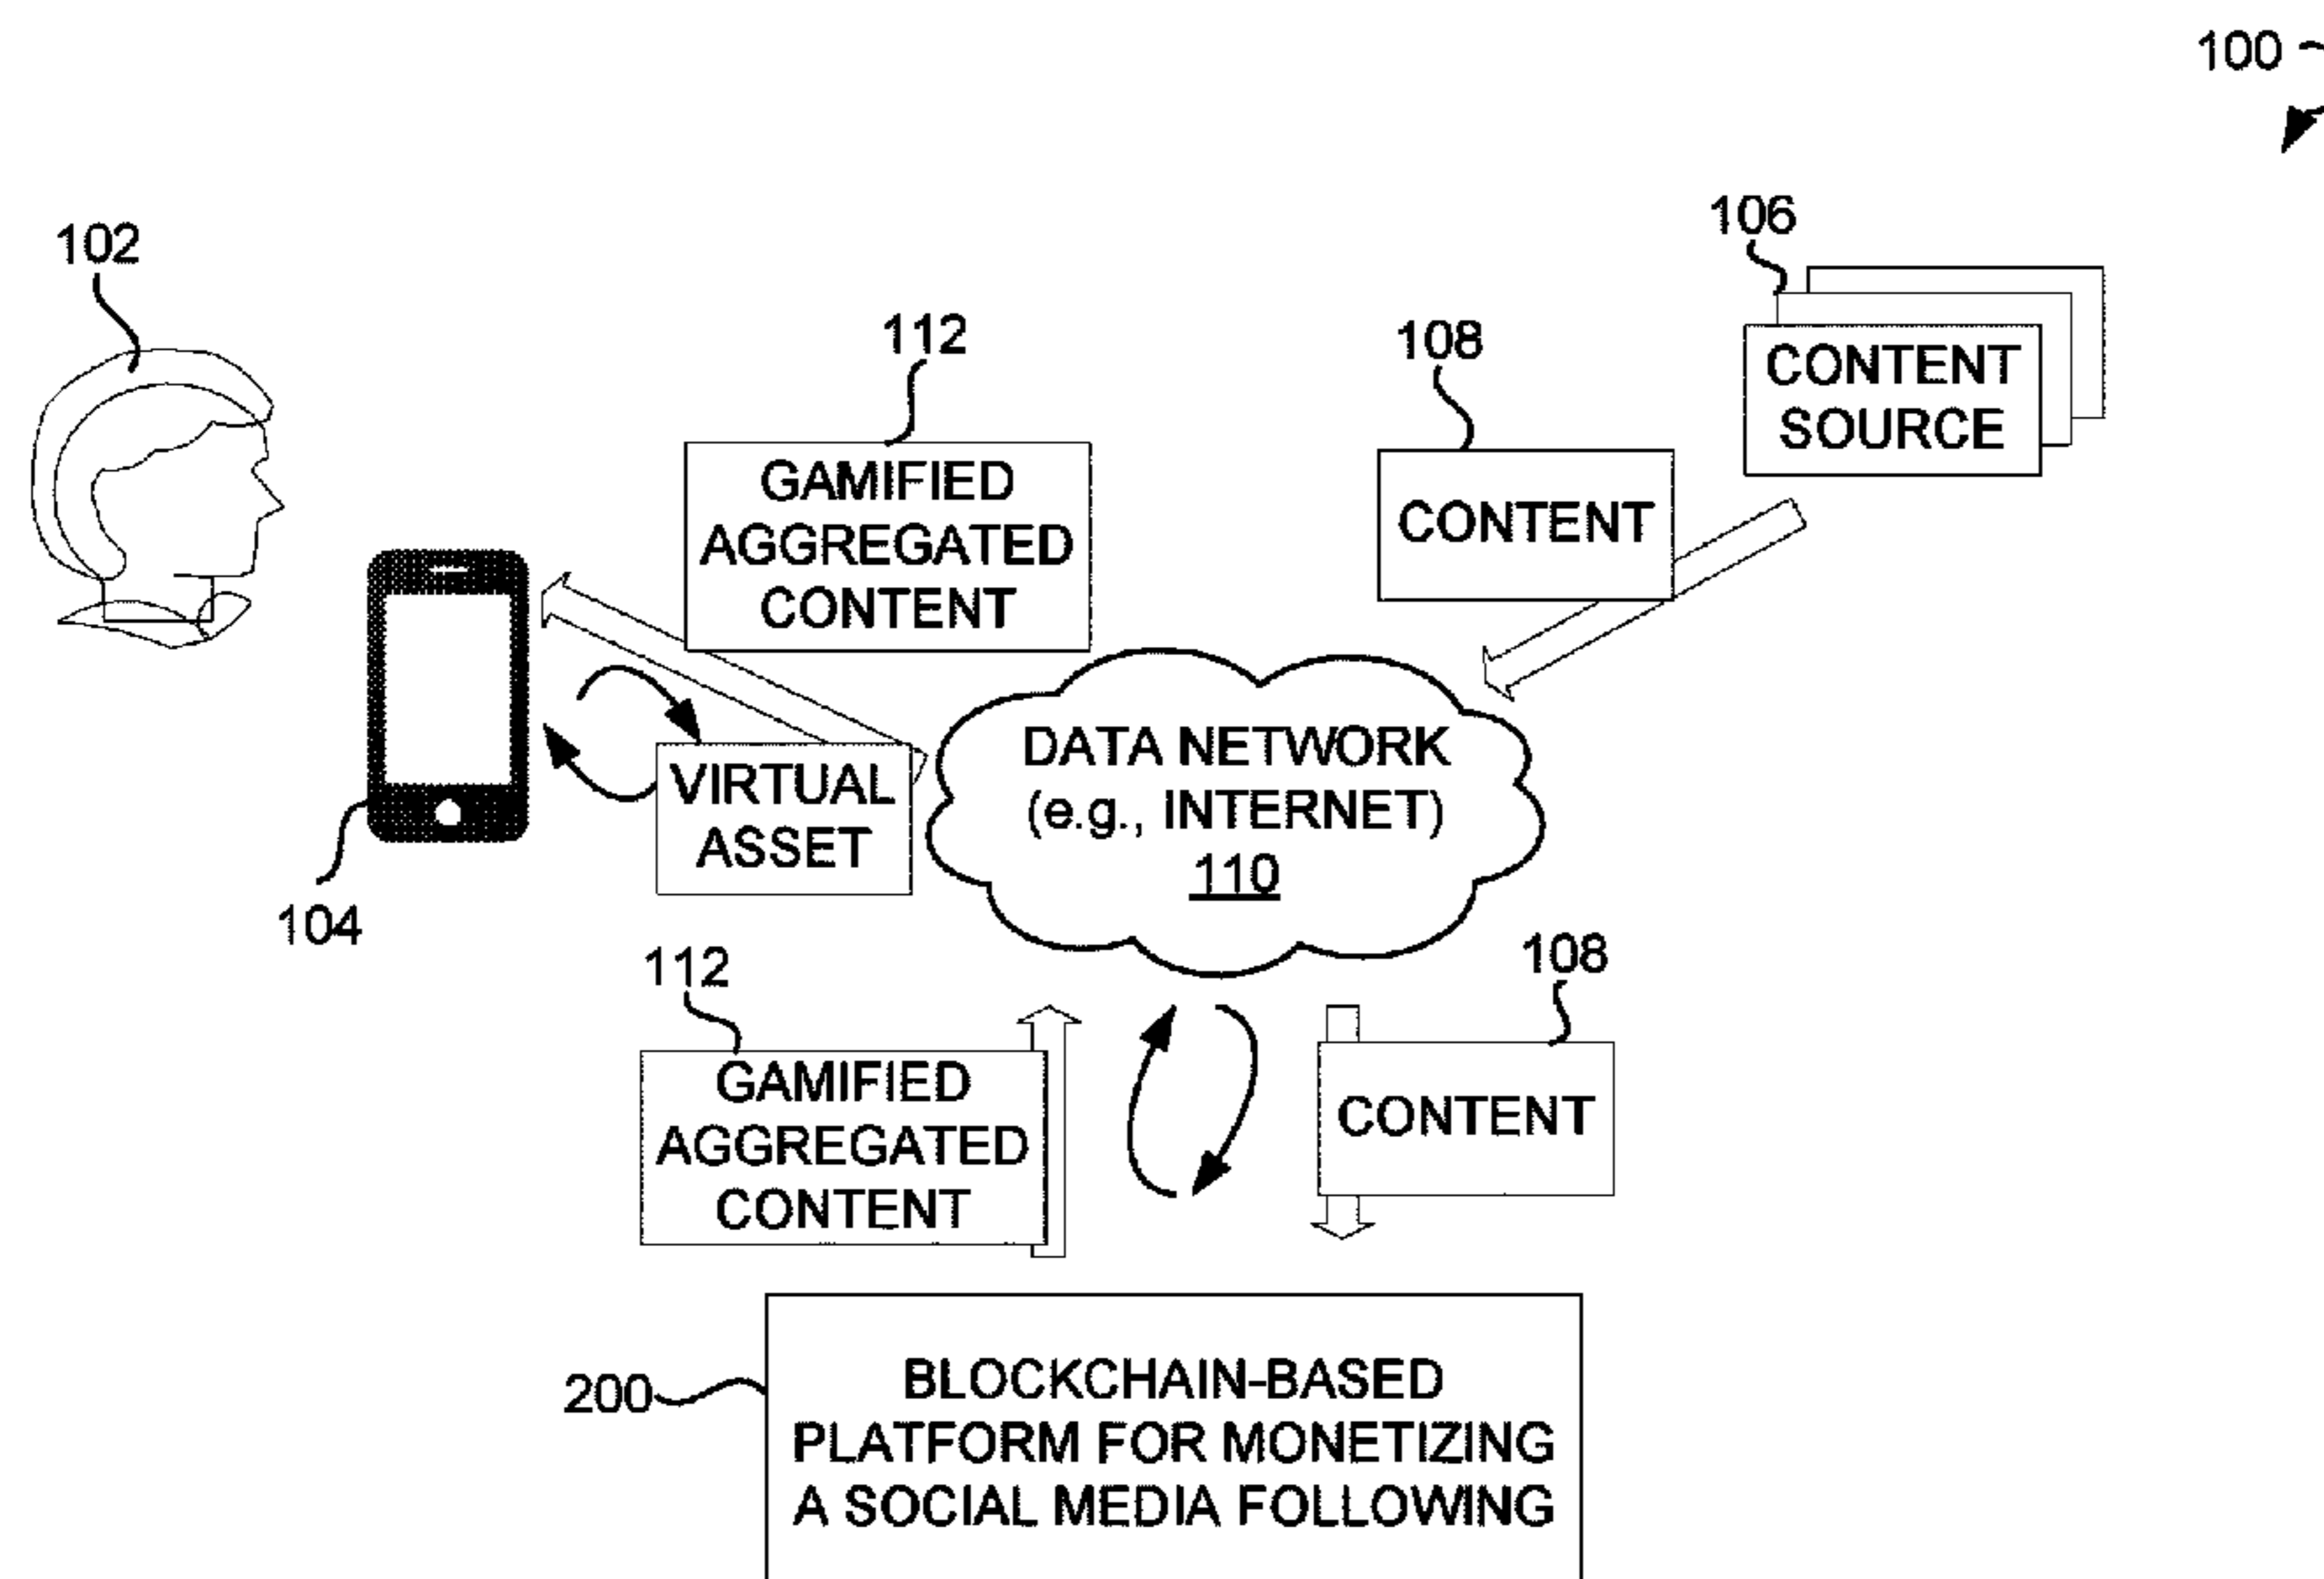 100
102
106
112
108
CONTENT
SOURCE
GAMIFIED
AGGREGATED
CONTENT
CONTENT
DATA NETWORK
(e.g., INTERNET)
110
VIRTUAL
ASSET
104
112
108
GAMIFIED
AGGREGATED
CONTENT
CONTENT
200
BLOCKCHAIN-BASED
PLATFORM FOR MONETIZING
A SOCIAL MEDIA FOLLOWING